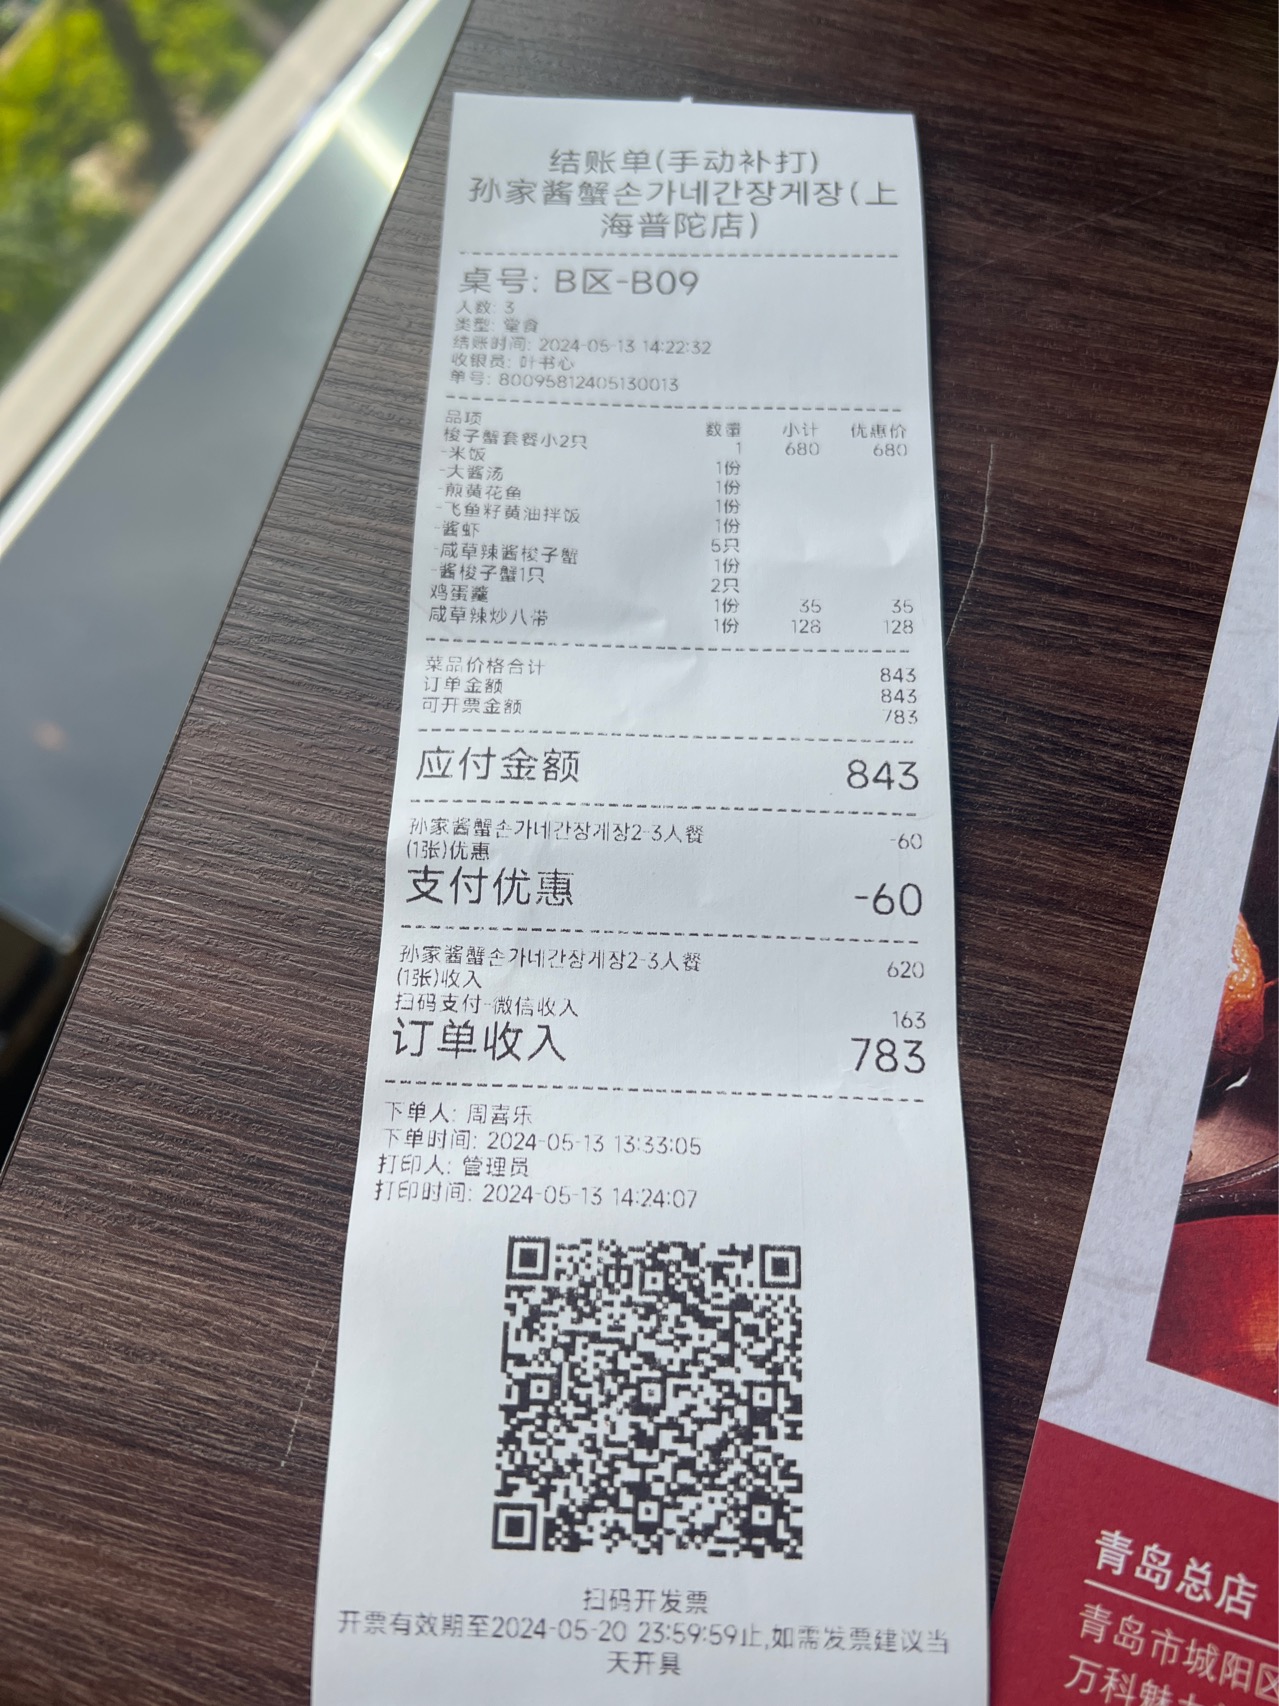 结账单(手动补打)
孙家酱蟹손가네간장게장(上
海普陀店)
桌号: B区-B09
人数: 3
类型: 堂食
结账时间: 2024-05-13 14:22:32
收银员: 叶书心
单号: 80095812405130013
品项 数量 小计 优惠价
梭子蟹套餐小2只 1 680 680
-米饭 1份
-大酱汤 1份
-煎黄花鱼 1份
-飞鱼籽黄油拌饭 1份
-酱虾 5只
-咸草辣酱梭子蟹 1份
-酱梭子蟹1只 2只
鸡蛋羹 1份 35 35
咸草辣炒八带 1份 128 128
菜品价格合计 843
订单金额 843
可开票金额 783
应付金额 843
孙家酱蟹손가네간장게장2-3人餐 -60
(1张)优惠
支付优惠 -60
孙家酱蟹손가네간장게장2-3人餐 620
(1张)收入
扫码支付-微信收入 163
订单收入 783
下单人: 周喜乐
下单时间: 2024-05-13 13:33:05
打印人: 管理员
打印时间: 2024-05-13 14:24:07
扫码开发票
开票有效期至2024-05-20 23:59:59止,如需发票建议当
天开具
青岛总店
青岛市城阳区
万科魅